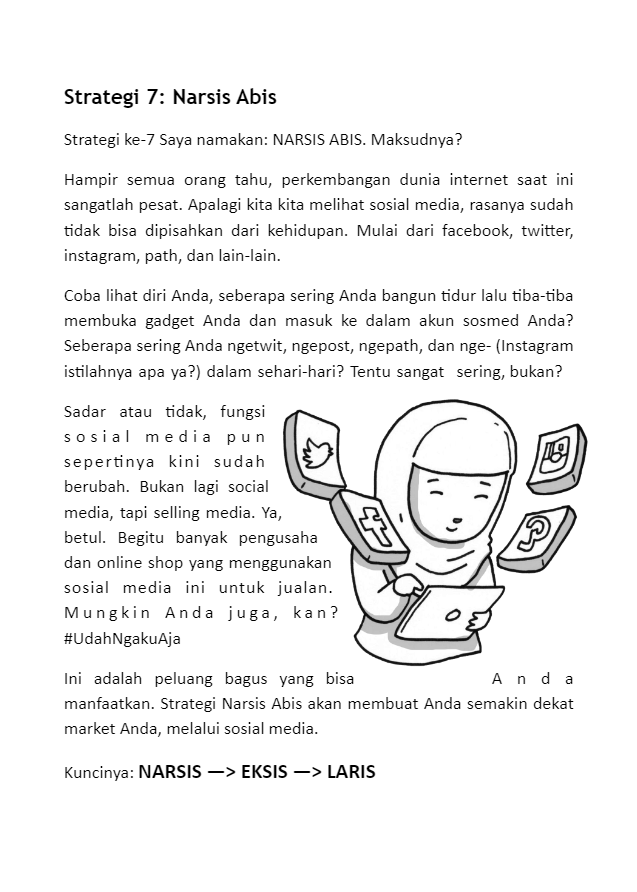 Strategi 7: Narsis Abis
Strategi ke-7 Saya namakan: NARSIS ABIS. Maksudnya?
Hampir semua orang tahu, perkembangan dunia internet saat ini
sangatlah pesat. Apalagi kita kita melihat sosial media, rasanya sudah
tidak bisa dipisahkan dari kehidupan. Mulai dari facebook, twitter,
instagram, path, dan lain-lain.
Coba lihat diri Anda, seberapa sering Anda bangun tidur lalu tiba-tiba
membuka gadget Anda dan masuk ke dalam akun sosmed Anda?
Seberapa sering Anda ngetwit, ngepost, ngepath, dan nge- (Instagram
istilahnya apa ya?) dalam sehari-hari? Tentu sangat sering, bukan?
Sadar atau tidak, fungsi
sosial media pun
sepertinya kini sudah
berubah. Bukan lagi social
media, tapi selling media. Ya,
betul. Begitu banyak pengusaha
dan online shop yang menggunakan
sosial media ini untuk jualan.
Mungkin Anda juga, kan?
#UdahNgakuAja
Ini adalah peluang bagus yang bisa Anda
manfaatkan. Strategi Narsis Abis akan membuat Anda semakin dekat
market Anda, melalui sosial media.
Kuncinya: NARSIS —> EKSIS —> LARIS